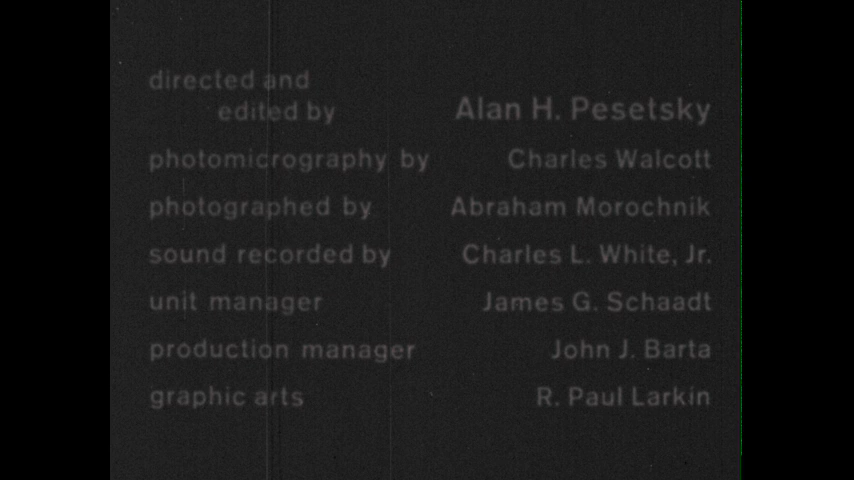 directed and
edited by Alan H. Pesetsky
photomicrography by Charles Walcott
photographed by Abraham Morochnik
sound recorded by Charles L. White, Jr.
unit manager James G. Schaadt
production manager John J. Barta
graphic arts R. Paul Larkin